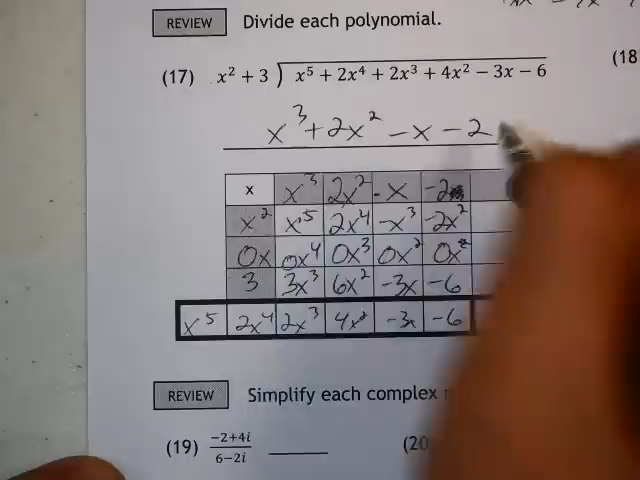 REVIEW Divide each polynomial.
(17) x² + 3 ) x⁵ + 2x⁴ + 2x³ + 4x² − 3x − 6
(18
x³ + 2x² − x − 2
x x³ 2x² -x -2
x² x⁵ 2x⁴ -x³ -2x²
0x 0x⁴ 0x³ 0x² 0x
3 3x³ 6x² -3x -6
x⁵ 2x⁴ 2x³ 4x² -3x -6
REVIEW Simplify each complex
(19) −2+4i / 6−2i
(20